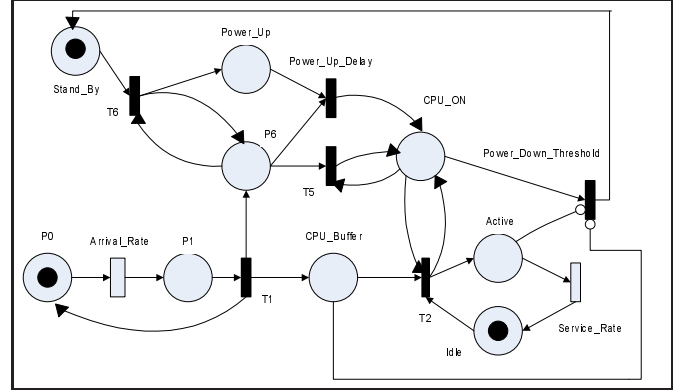 Power_Up
Power_Up_Delay
Stand_By
T6
CPU_ON
P6
T5
Power_Down_Threshold
P0
Arrival_Rate
P1
CPU_Buffer
Active
T1
T2
Service_Rate
Idle